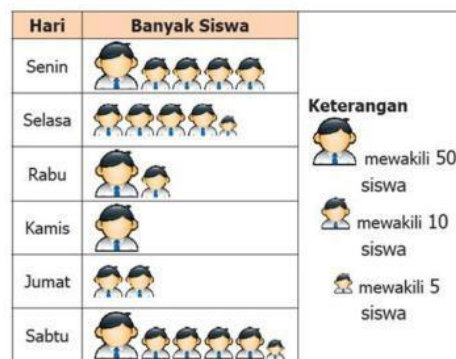 Hari Banyak Siswa
Senin
Selasa
Rabu
Kamis
Jumat
Sabtu
Keterangan
mewakili 50
siswa
mewakili 10
siswa
mewakili 5
siswa